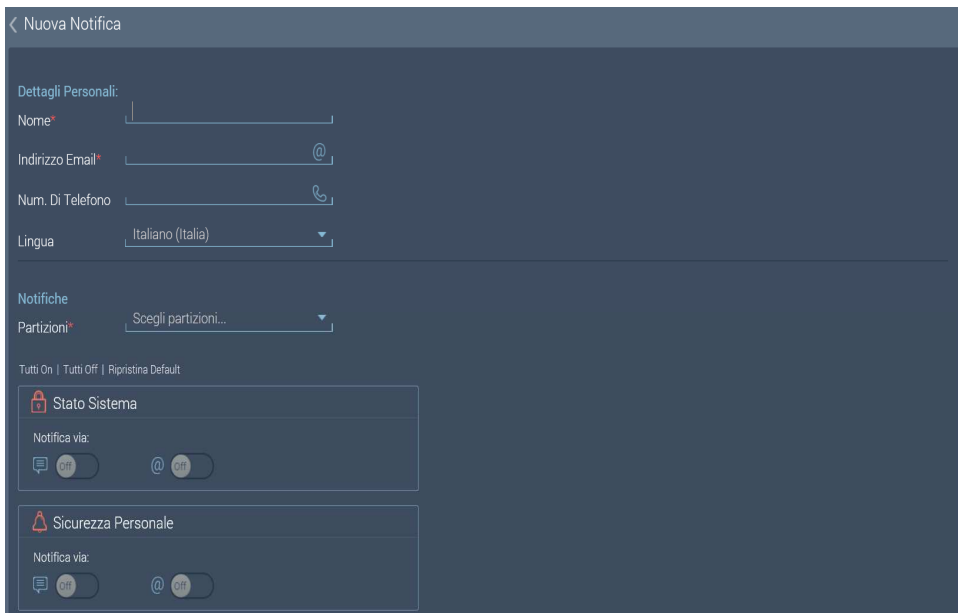 Nuova Notifica
Dettagli Personali:
Nome*
Indirizzo Email* @
Num. Di Telefono
Lingua Italiano (Italia)
Notifiche
Partizioni* Scegli partizioni...
Tutti On | Tutti Off | Ripristina Default
Stato Sistema
Notifica via:
Off @ Off
Sicurezza Personale
Notifica via:
Off @ Off